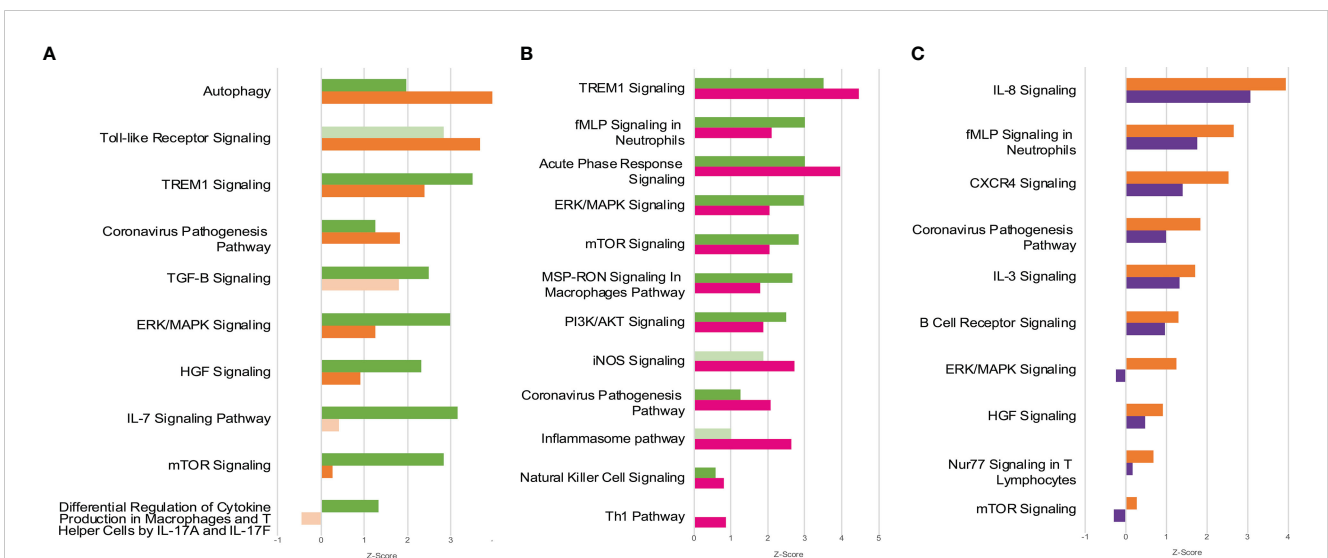 A
Autophagy
Toll-like Receptor Signaling
TREM1 Signaling
Coronavirus Pathogenesis
Pathway
TGF-B Signaling
ERK/MAPK Signaling
HGF Signaling
IL-7 Signaling Pathway
mTOR Signaling
Differential Regulation of Cytokine
Production in Macrophages and T
Helper Cells by IL-17A and IL-17F
-1 0 1 2 3
Z-Score
B
TREM1 Signaling
fMLP Signaling in
Neutrophils
Acute Phase Response
Signaling
ERK/MAPK Signaling
mTOR Signaling
MSP-RON Signaling In
Macrophages Pathway
PI3K/AKT Signaling
iNOS Signaling
Coronavirus Pathogenesis
Pathway
Inflammasome pathway
Natural Killer Cell Signaling
Th1 Pathway
0 1 2 3 4 5
Z-Score
C
IL-8 Signaling
fMLP Signaling in
Neutrophils
CXCR4 Signaling
Coronavirus Pathogenesis
Pathway
IL-3 Signaling
B Cell Receptor Signaling
ERK/MAPK Signaling
HGF Signaling
Nur77 Signaling in T
Lymphocytes
mTOR Signaling
-1 0 1 2 3 4
Z-Score